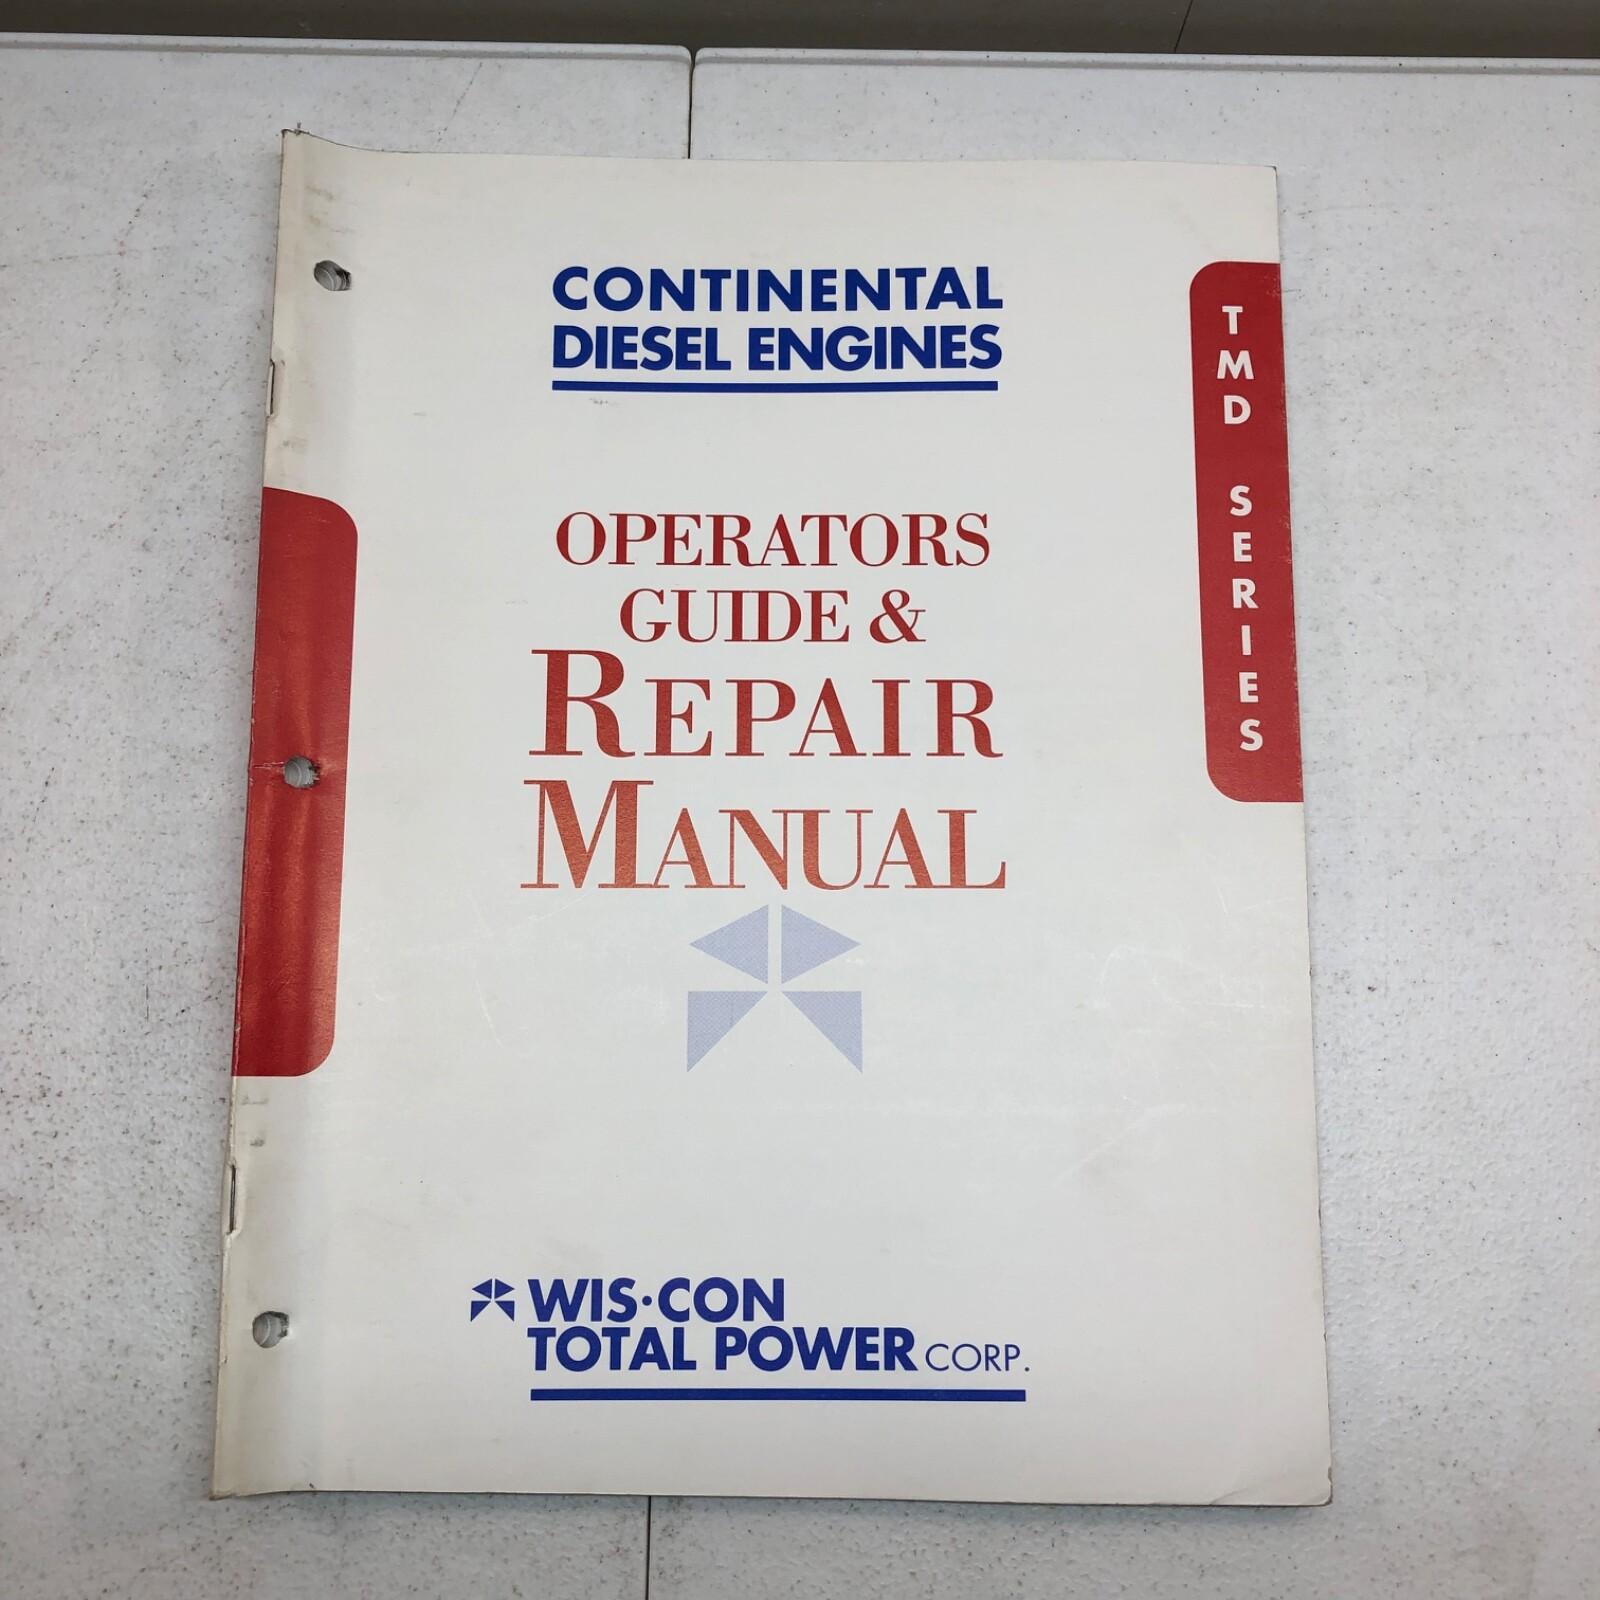 CONTINENTAL
DIESEL ENGINES
OPERATORS
GUIDE &
REPAIR
MANUAL
TMD SERIES
WIS·CON
TOTAL POWER CORP.